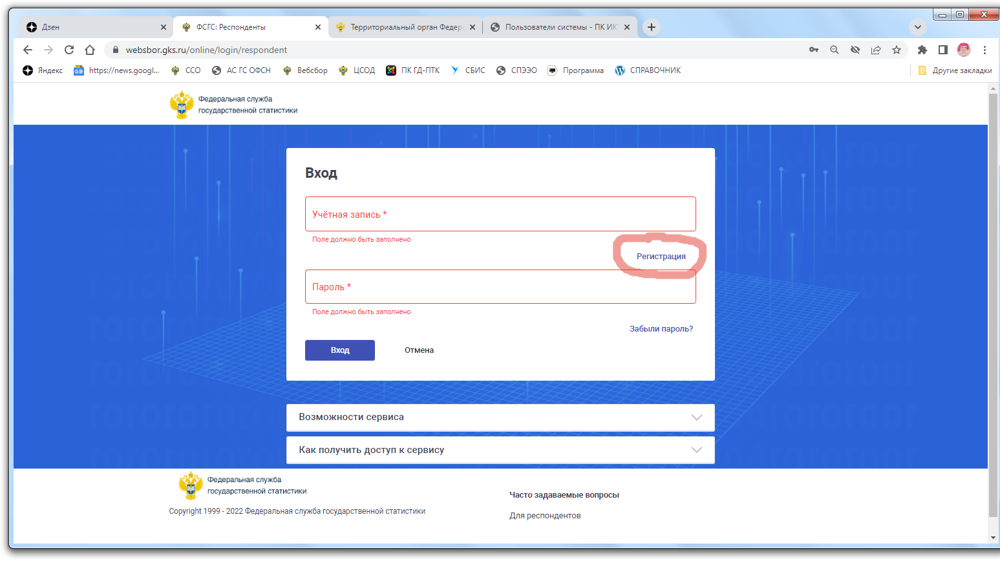 Дзен
ФСГС: Респонденты
Территориальный орган Федера
Пользователи системы - ПК ИК
websbor.gks.ru/online/login/respondent
Яндекс
https://news.googl...
ССО
АС ГС ОФСН
Вебсбор
ЦСОД
ПК ГД-ПТК
СБИС
СПЭЭО
Программа
СПРАВОЧНИК
Другие закладки
Федеральная служба
государственной статистики
Вход
Учётная запись *
Поле должно быть заполнено
Регистрация
Пароль *
Поле должно быть заполнено
Забыли пароль?
Вход
Отмена
Возможности сервиса
Как получить доступ к сервису
Федеральная служба
государственной статистики
Copyright 1999 - 2022 Федеральная служба государственной статистики
Часто задаваемые вопросы
Для респондентов